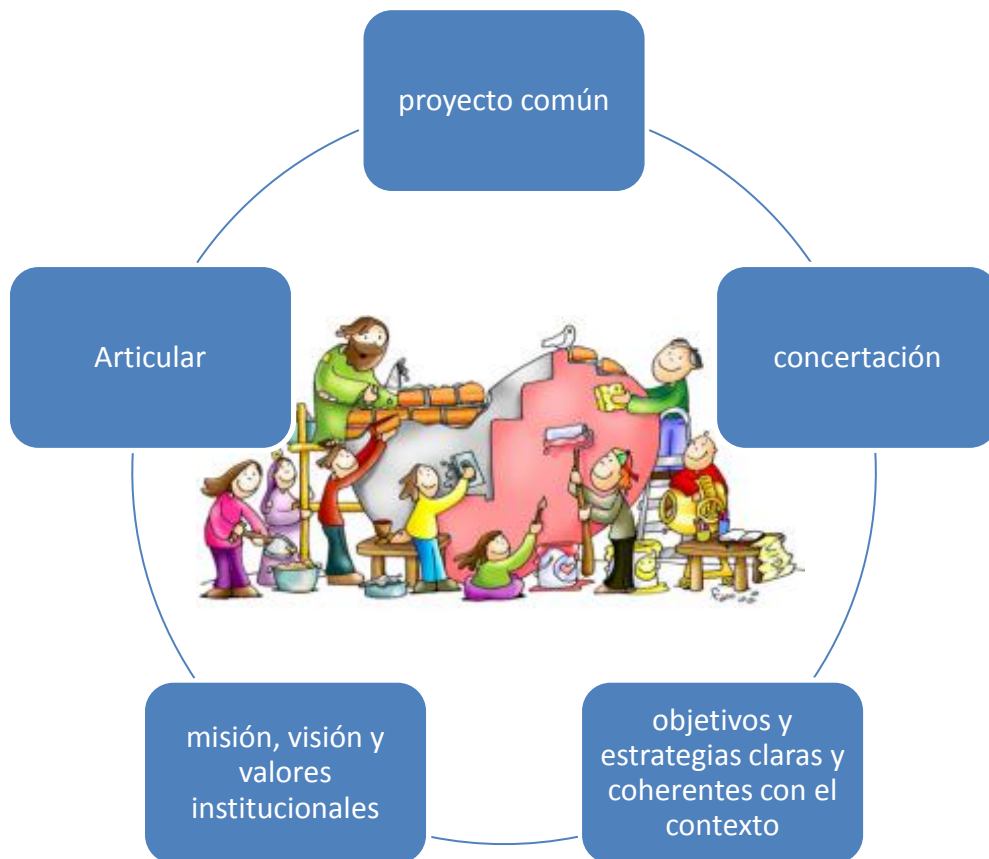 proyecto común
Articular
concertación
misión, visión y
valores
institucionales
objetivos y
estrategias claras y
coherentes con el
contexto